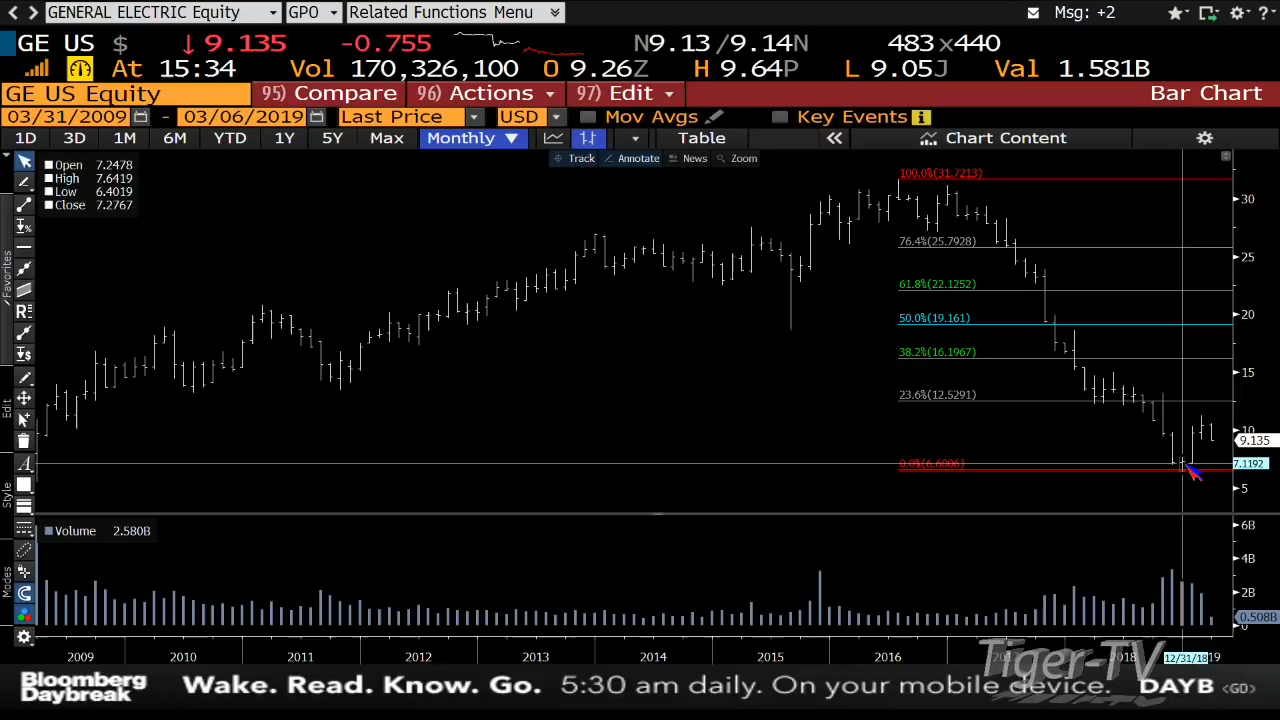 GENERAL ELECTRIC Equity GPO Related Functions Menu Msg: +2
GE US $ ↓ 9.135 -0.755 N9.13 / 9.14N 483x440
At 15:34 Vol 170,326,100 O 9.26Z H 9.64P L 9.05J Val 1.581B
GE US Equity 95) Compare 96) Actions 97) Edit Bar Chart
03/31/2009 - 03/06/2019 Last Price USD Mov Avgs Key Events
1D 3D 1M 6M YTD 1Y 5Y Max Monthly ▼ Table « Chart Content
Track Annotate News Zoom
Open 7.2478
High 7.6419
Low 6.4019
Close 7.2767
100.0%(31.7213)
76.4%(25.7928)
61.8%(22.1252)
50.0%(19.161)
38.2%(16.1967)
23.6%(12.5291)
0.0%(6.6006)
30
25
20
15
10
9.135
7.1192
5
Favorites
Edit
Style
Modes
Volume 2.580B
6B
4B
2B
0.508B
0
2009 2010 2011 2012 2013 2014 2015 2016 2017 2018 12/31/18 19
Tiger-TV
Bloomberg
Daybreak
Wake. Read. Know. Go. 5:30 am daily. On your mobile device. DAYB <GO>